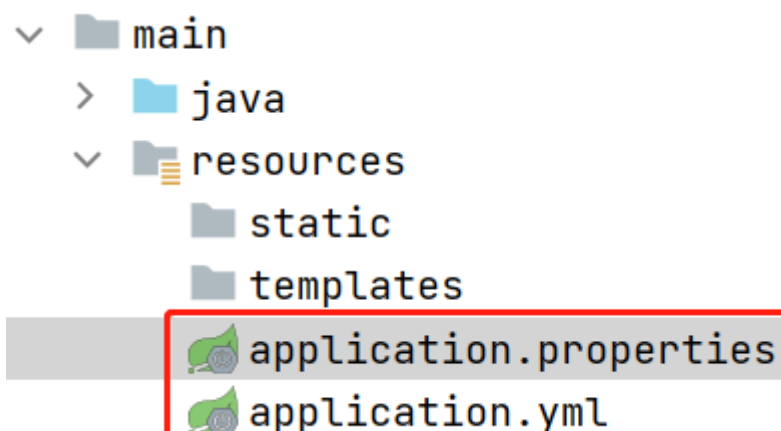 main
java
resources
static
templates
application.properties
application.yml